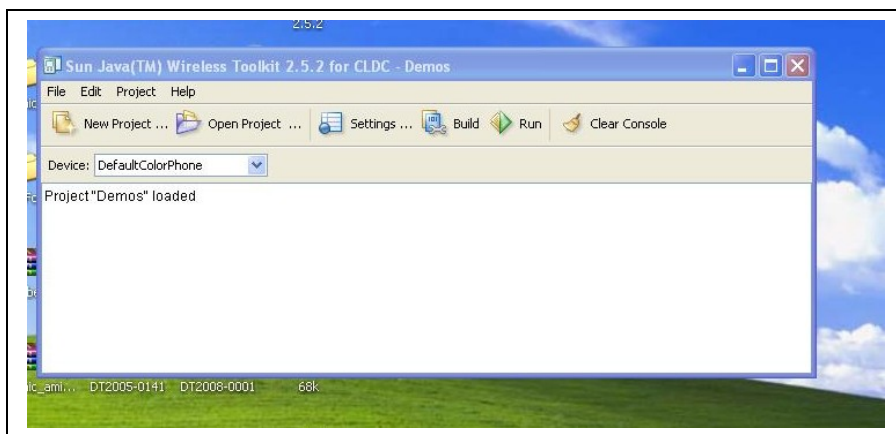 2.5.2
Sun Java(TM) Wireless Toolkit 2.5.2 for CLDC - Demos
File Edit Project Help
New Project ... Open Project ... Settings ... Build Run Clear Console
Device: DefaultColorPhone
Project "Demos" loaded
DT2005-0141 DT2008-0001 68k